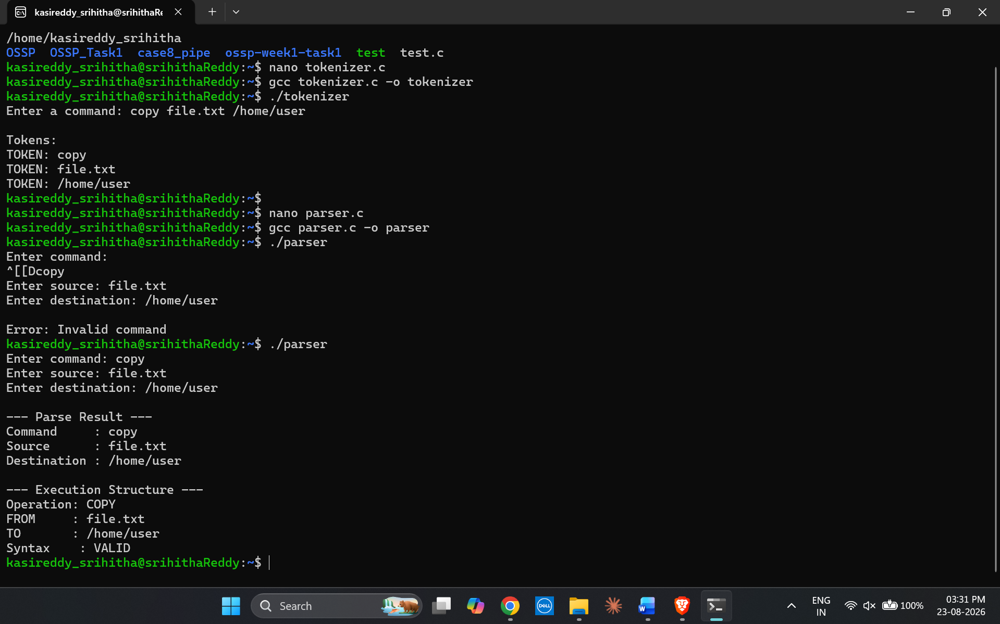 kasireddy_srihitha@srihithaRe
/home/kasireddy_srihitha
OSSP  OSSP_Task1  case8_pipe  ossp-week1-task1  test  test.c
kasireddy_srihitha@srihithaReddy:~$ nano tokenizer.c
kasireddy_srihitha@srihithaReddy:~$ gcc tokenizer.c -o tokenizer
kasireddy_srihitha@srihithaReddy:~$ ./tokenizer
Enter a command: copy file.txt /home/user

Tokens:
TOKEN: copy
TOKEN: file.txt
TOKEN: /home/user
kasireddy_srihitha@srihithaReddy:~$
kasireddy_srihitha@srihithaReddy:~$ nano parser.c
kasireddy_srihitha@srihithaReddy:~$ gcc parser.c -o parser
kasireddy_srihitha@srihithaReddy:~$ ./parser
Enter command:
^[[Dcopy
Enter source: file.txt
Enter destination: /home/user

Error: Invalid command
kasireddy_srihitha@srihithaReddy:~$ ./parser
Enter command: copy
Enter source: file.txt
Enter destination: /home/user

--- Parse Result ---
Command     : copy
Source      : file.txt
Destination : /home/user

--- Execution Structure ---
Operation: COPY
FROM     : file.txt
TO       : /home/user
Syntax    : VALID
kasireddy_srihitha@srihithaReddy:~$
Search
DELL
W
ENG
IN
100%
03:31 PM
23-08-2026